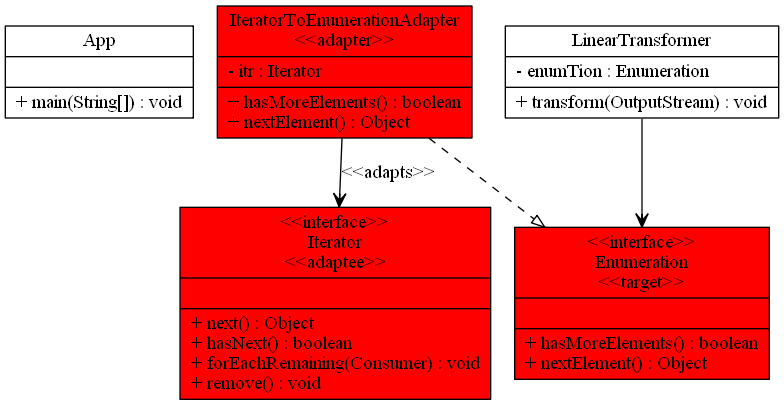 App
+ main(String[]) : void
IteratorToEnumerationAdapter
<<adapter>>
- itr : Iterator
+ hasMoreElements() : boolean
+ nextElement() : Object
LinearTransformer
- enumTion : Enumeration
+ transform(OutputStream) : void
<<adapts>>
<<interface>>
Iterator
<<adaptee>>
+ next() : Object
+ hasNext() : boolean
+ forEachRemaining(Consumer) : void
+ remove() : void
<<interface>>
Enumeration
<<target>>
+ hasMoreElements() : boolean
+ nextElement() : Object